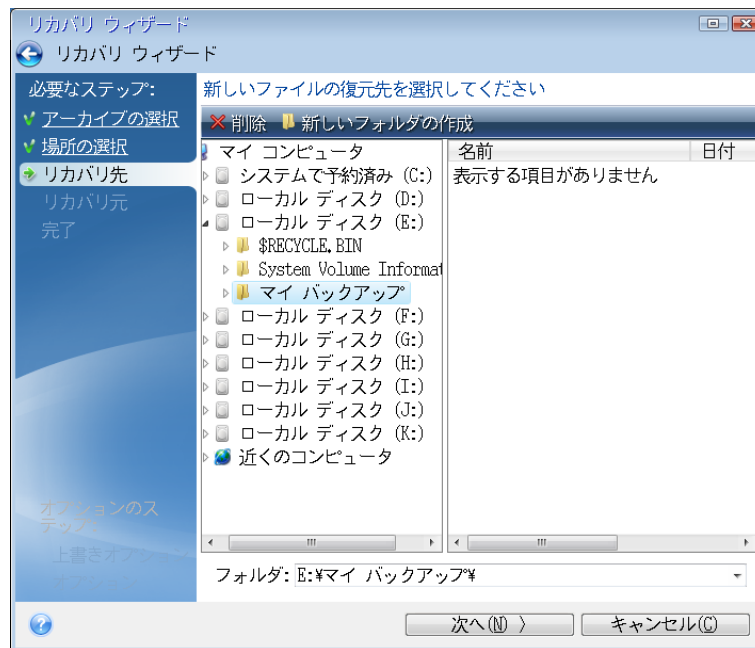 リカバリ ウィザード
リカバリ ウィザード
必要なステップ:
アーカイブの選択
場所の選択
リカバリ先
リカバリ元
完了
オプションのス
テップ:
上書きオプション
新しいファイルの復元先を選択してください
削除 新しいフォルダの作成
マイ コンピュータ
システムで予約済み (C:)
ローカル ディスク (D:)
ローカル ディスク (E:)
$RECYCLE.BIN
System Volume Informat
マイ バックアップ
ローカル ディスク (F:)
ローカル ディスク (G:)
ローカル ディスク (H:)
ローカル ディスク (I:)
ローカル ディスク (J:)
ローカル ディスク (K:)
近くのコンピュータ
名前 日付
表示する項目がありません
フォルダ: E:¥マイ バックアップ¥
次へ(N) 〉 キャンセル(C)